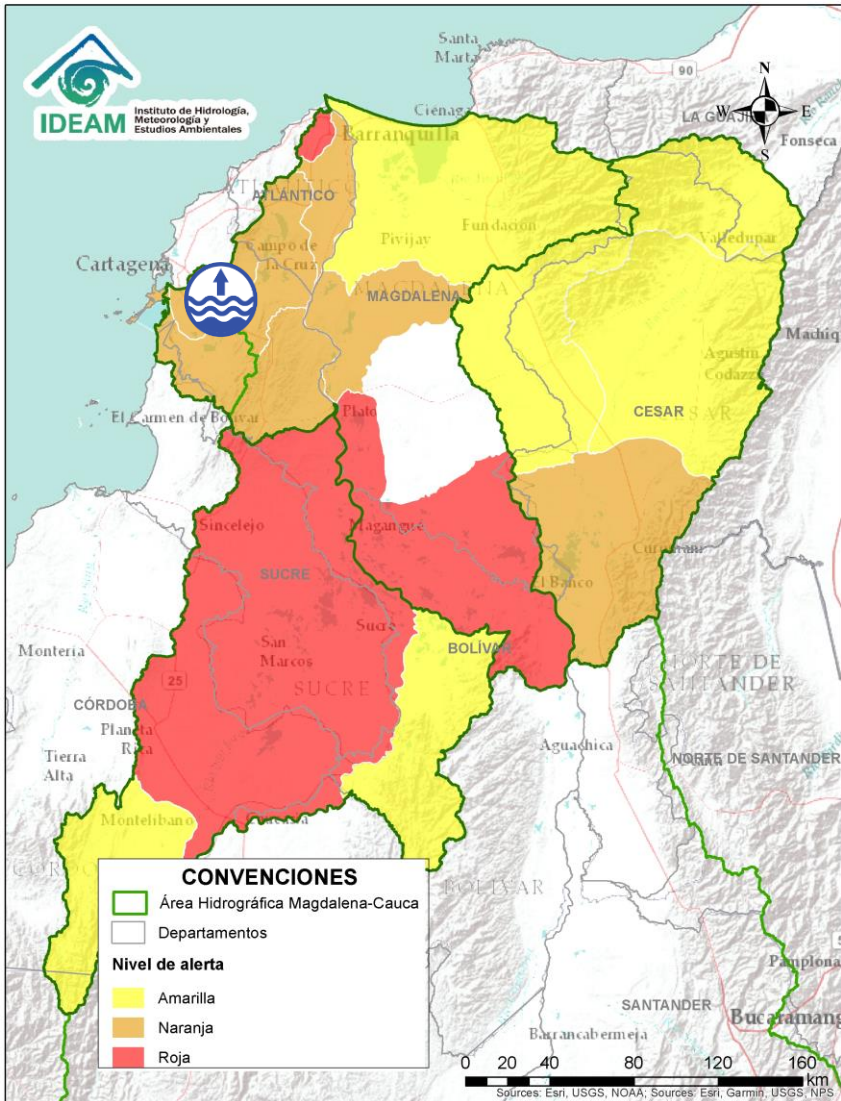 IDEAM
Instituto de Hidrología,
Meteorología y
Estudios Ambientales
Santa
Marta
90
N
W
E
S
LA GUAJI
Ciénaga
Fonseca
Barranquilla
ATLÁNTICO
Valledupar
Campo de
la Cruz
Pivijay
Fundación
Cartagena
MAGDALENA
Machiq
Agustín
Codazzi
El Carmen de Bolívar
Plato
CESAR
Sincelejo
Magangue
SUCRE
El Banco
Sucre
Montería
San
Marcos
BOLÍVAR
NORTE DE
SANTANDER
25
SUCRE
CÓRDOBA
Planeta
Rica
Tierra
Alta
Aguachica
NORTE DE SANTANDER
Montelíbano
BOLÍVAR
CONVENCIONES
Área Hidrográfica Magdalena-Cauca
Departamentos
Nivel de alerta
Amarilla
Naranja
Roja
Pamplona
SANTANDER
Bucaramang
Barrancabermeja
0 20 40 80 120 160
KM
Sources: Esri, USGS, NOAA; Sources: Esri, Garmin, USGS, NPS